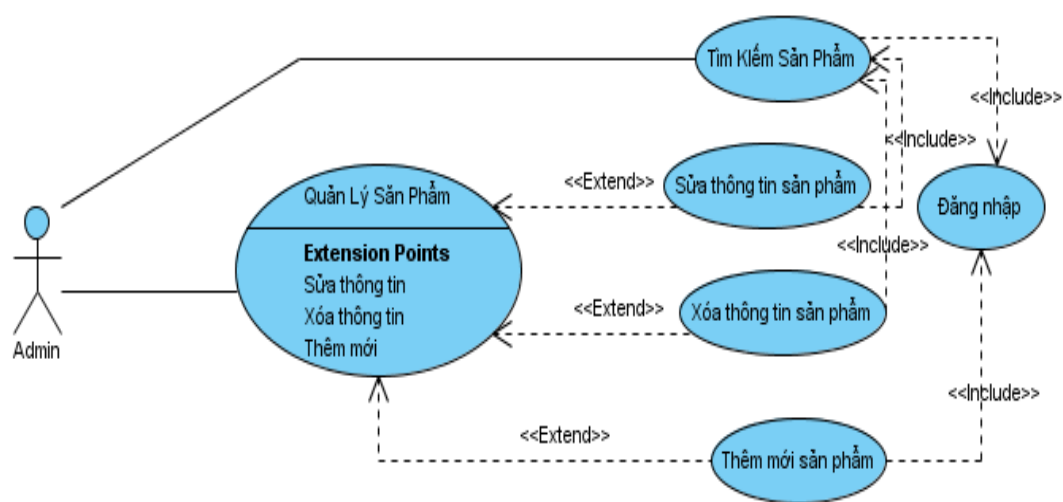 Tìm Klếm Sản Phẩm
<<Include>>
<<Include>>
<<Extend>>
Sửa thông tin sản phẩm
Quản Lý Săn Phẩm
Đăng nhập
<<Include>>
Extension Points
Sửa thông tin
Xóa thông tin
Thêm mới
<<Extend>>
Xóa thông tin sản phẩm
Admin
<<Include>>
<<Extend>>
Thêm mới sản phẩm